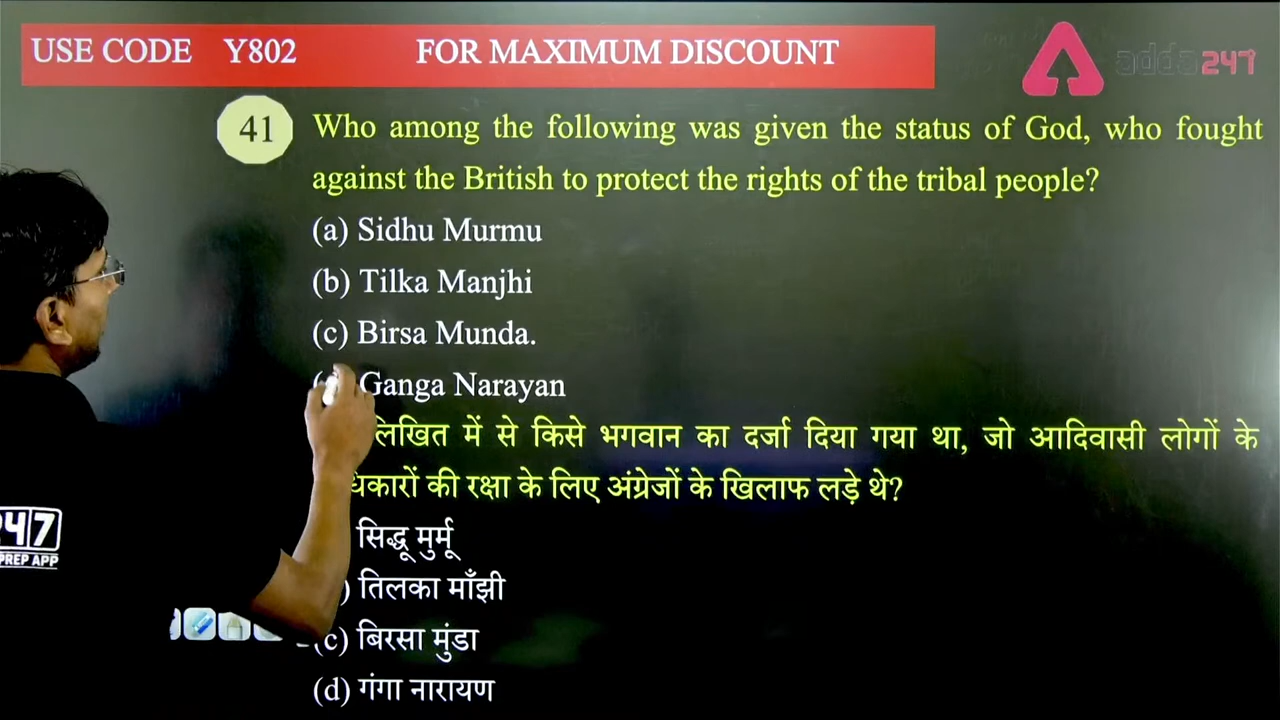 USE CODE Y802 FOR MAXIMUM DISCOUNT
adda247
41 Who among the following was given the status of God, who fought
against the British to protect the rights of the tribal people?
(a) Sidhu Murmu
(b) Tilka Manjhi
(c) Birsa Munda.
Ganga Narayan
में से किसे भगवान का दर्जा दिया गया था, जो आदिवासी लोगों के
की रक्षा के लिए अंग्रेजों के खिलाफ लड़े थे?
सिद्धू मुर्मू
) तिलका माँझी
(c) बिरसा मुंडा
(d) गंगा नारायण
247
PREP APP